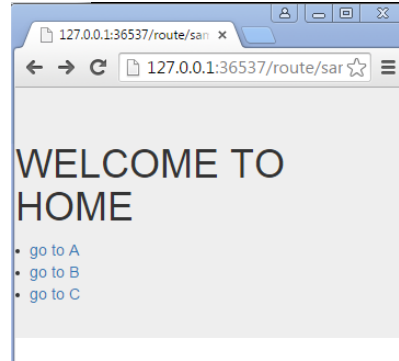 127.0.0.1:36537/route/sam
127.0.0.1:36537/route/sar
WELCOME TO
HOME
• go to A
• go to B
• go to C